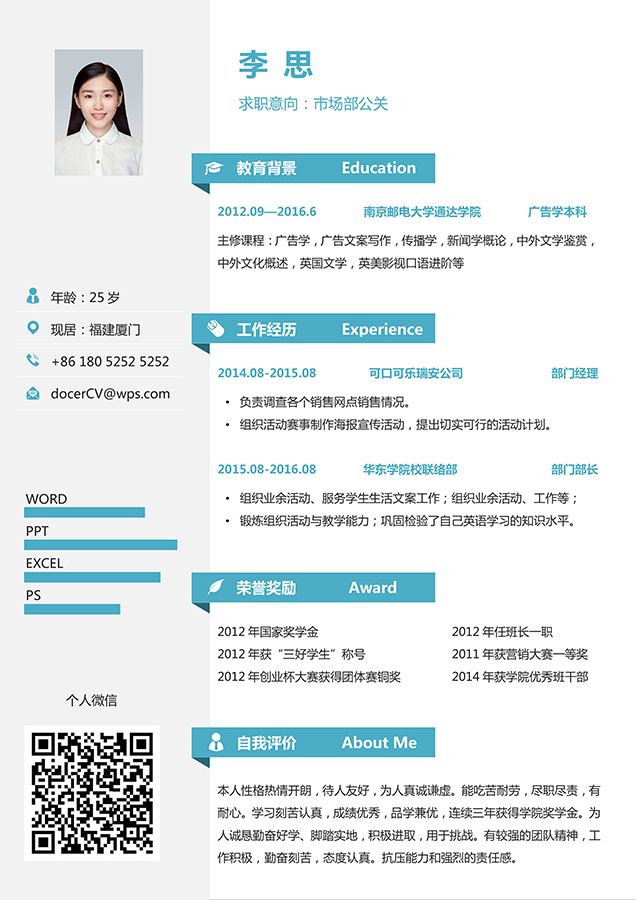 李 思
求职意向：市场部公关
年龄：25 岁
现居：福建厦门
+86 180 5252 5252
docerCV@wps.com
WORD
PPT
EXCEL
PS
个人微信
教育背景 Education
2012.09—2016.6 南京邮电大学通达学院 广告学本科
主修课程：广告学，广告文案写作，传播学，新闻学概论，中外文学鉴赏，
中外文化概述，英国文学，英美影视口语进阶等
工作经历 Experience
2014.08-2015.08 可口可乐瑞安公司 部门经理
• 负责调查各个销售网点销售情况。
• 组织活动赛事制作海报宣传活动，提出切实可行的活动计划。
2015.08-2016.08 华东学院校联络部 部门部长
• 组织业余活动、服务学生生活文案工作；组织业余活动、工作等；
• 锻炼组织活动与教学能力；巩固检验了自己英语学习的知识水平。
荣誉奖励 Award
2012 年国家奖学金 2012 年任班长一职
2012 年获“三好学生”称号 2011 年获营销大赛一等奖
2012 年创业杯大赛获得团体赛铜奖 2014 年获学院优秀班干部
自我评价 About Me
本人性格热情开朗，待人友好，为人真诚谦虚。能吃苦耐劳，尽职尽责，有
耐心。学习刻苦认真，成绩优秀，品学兼优，连续三年获得学院奖学金。为
人诚恳勤奋好学、脚踏实地，积极进取，用于挑战。有较强的团队精神，工
作积极，勤奋刻苦，态度认真。抗压能力和强烈的责任感。